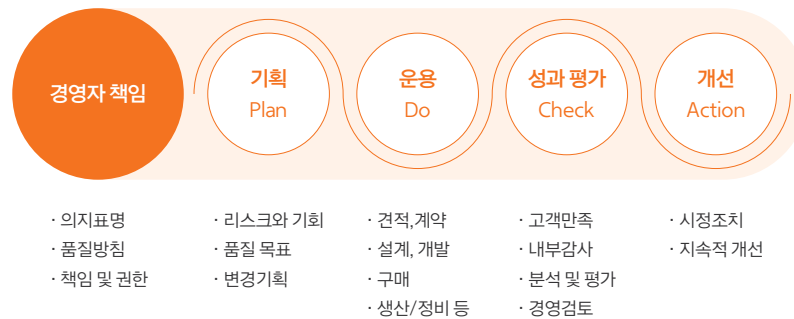 경영자 책임
기획
Plan
운용
Do
성과 평가
Check
개선
Action
· 의지표명
· 품질방침
· 책임 및 권한
· 리스크와 기회
· 품질 목표
· 변경기획
· 견적,계약
· 설계, 개발
· 구매
· 생산/정비 등
· 고객만족
· 내부감사
· 분석 및 평가
· 경영검토
· 시정조치
· 지속적 개선